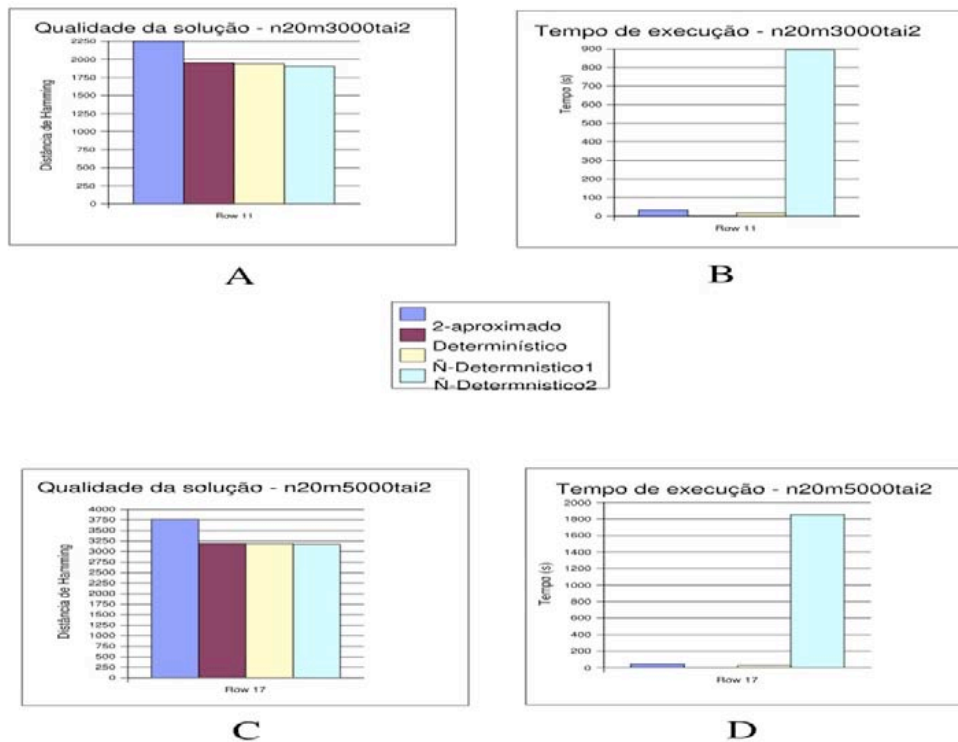 Qualidade da solução - n20m3000tai2
Distância de Hamming
2250
2000
1750
1500
1250
1000
750
500
250
0
Row 11
A
Tempo de execução - n20m3000tai2
Tempo (s)
900
800
700
600
500
400
300
200
100
0
Row 11
B
2-aproximado
Determinístico
Ñ-Determnistico1
Ñ-Determnistico2
Qualidade da solução - n20m5000tai2
Distância de Hamming
4000
3750
3500
3250
3000
2750
2500
2250
2000
1750
1500
1250
1000
750
500
250
0
Row 17
C
Tempo de execução - n20m5000tai2
Tempo (s)
2000
1800
1600
1400
1200
1000
800
600
400
200
0
Row 17
D